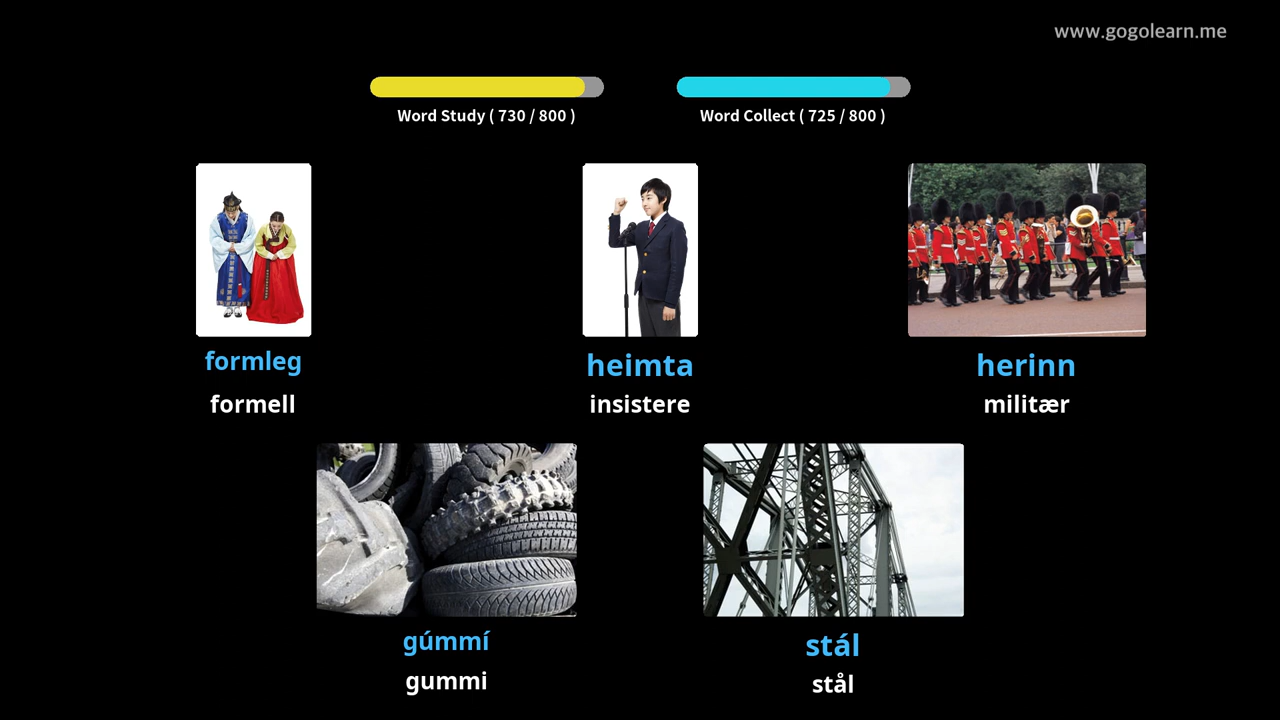 www.gogolearn.me
Word Study ( 730 / 800 )
Word Collect ( 725 / 800 )
formleg
formell
heimta
insistere
herinn
militær
gúmmí
gummi
stál
stål